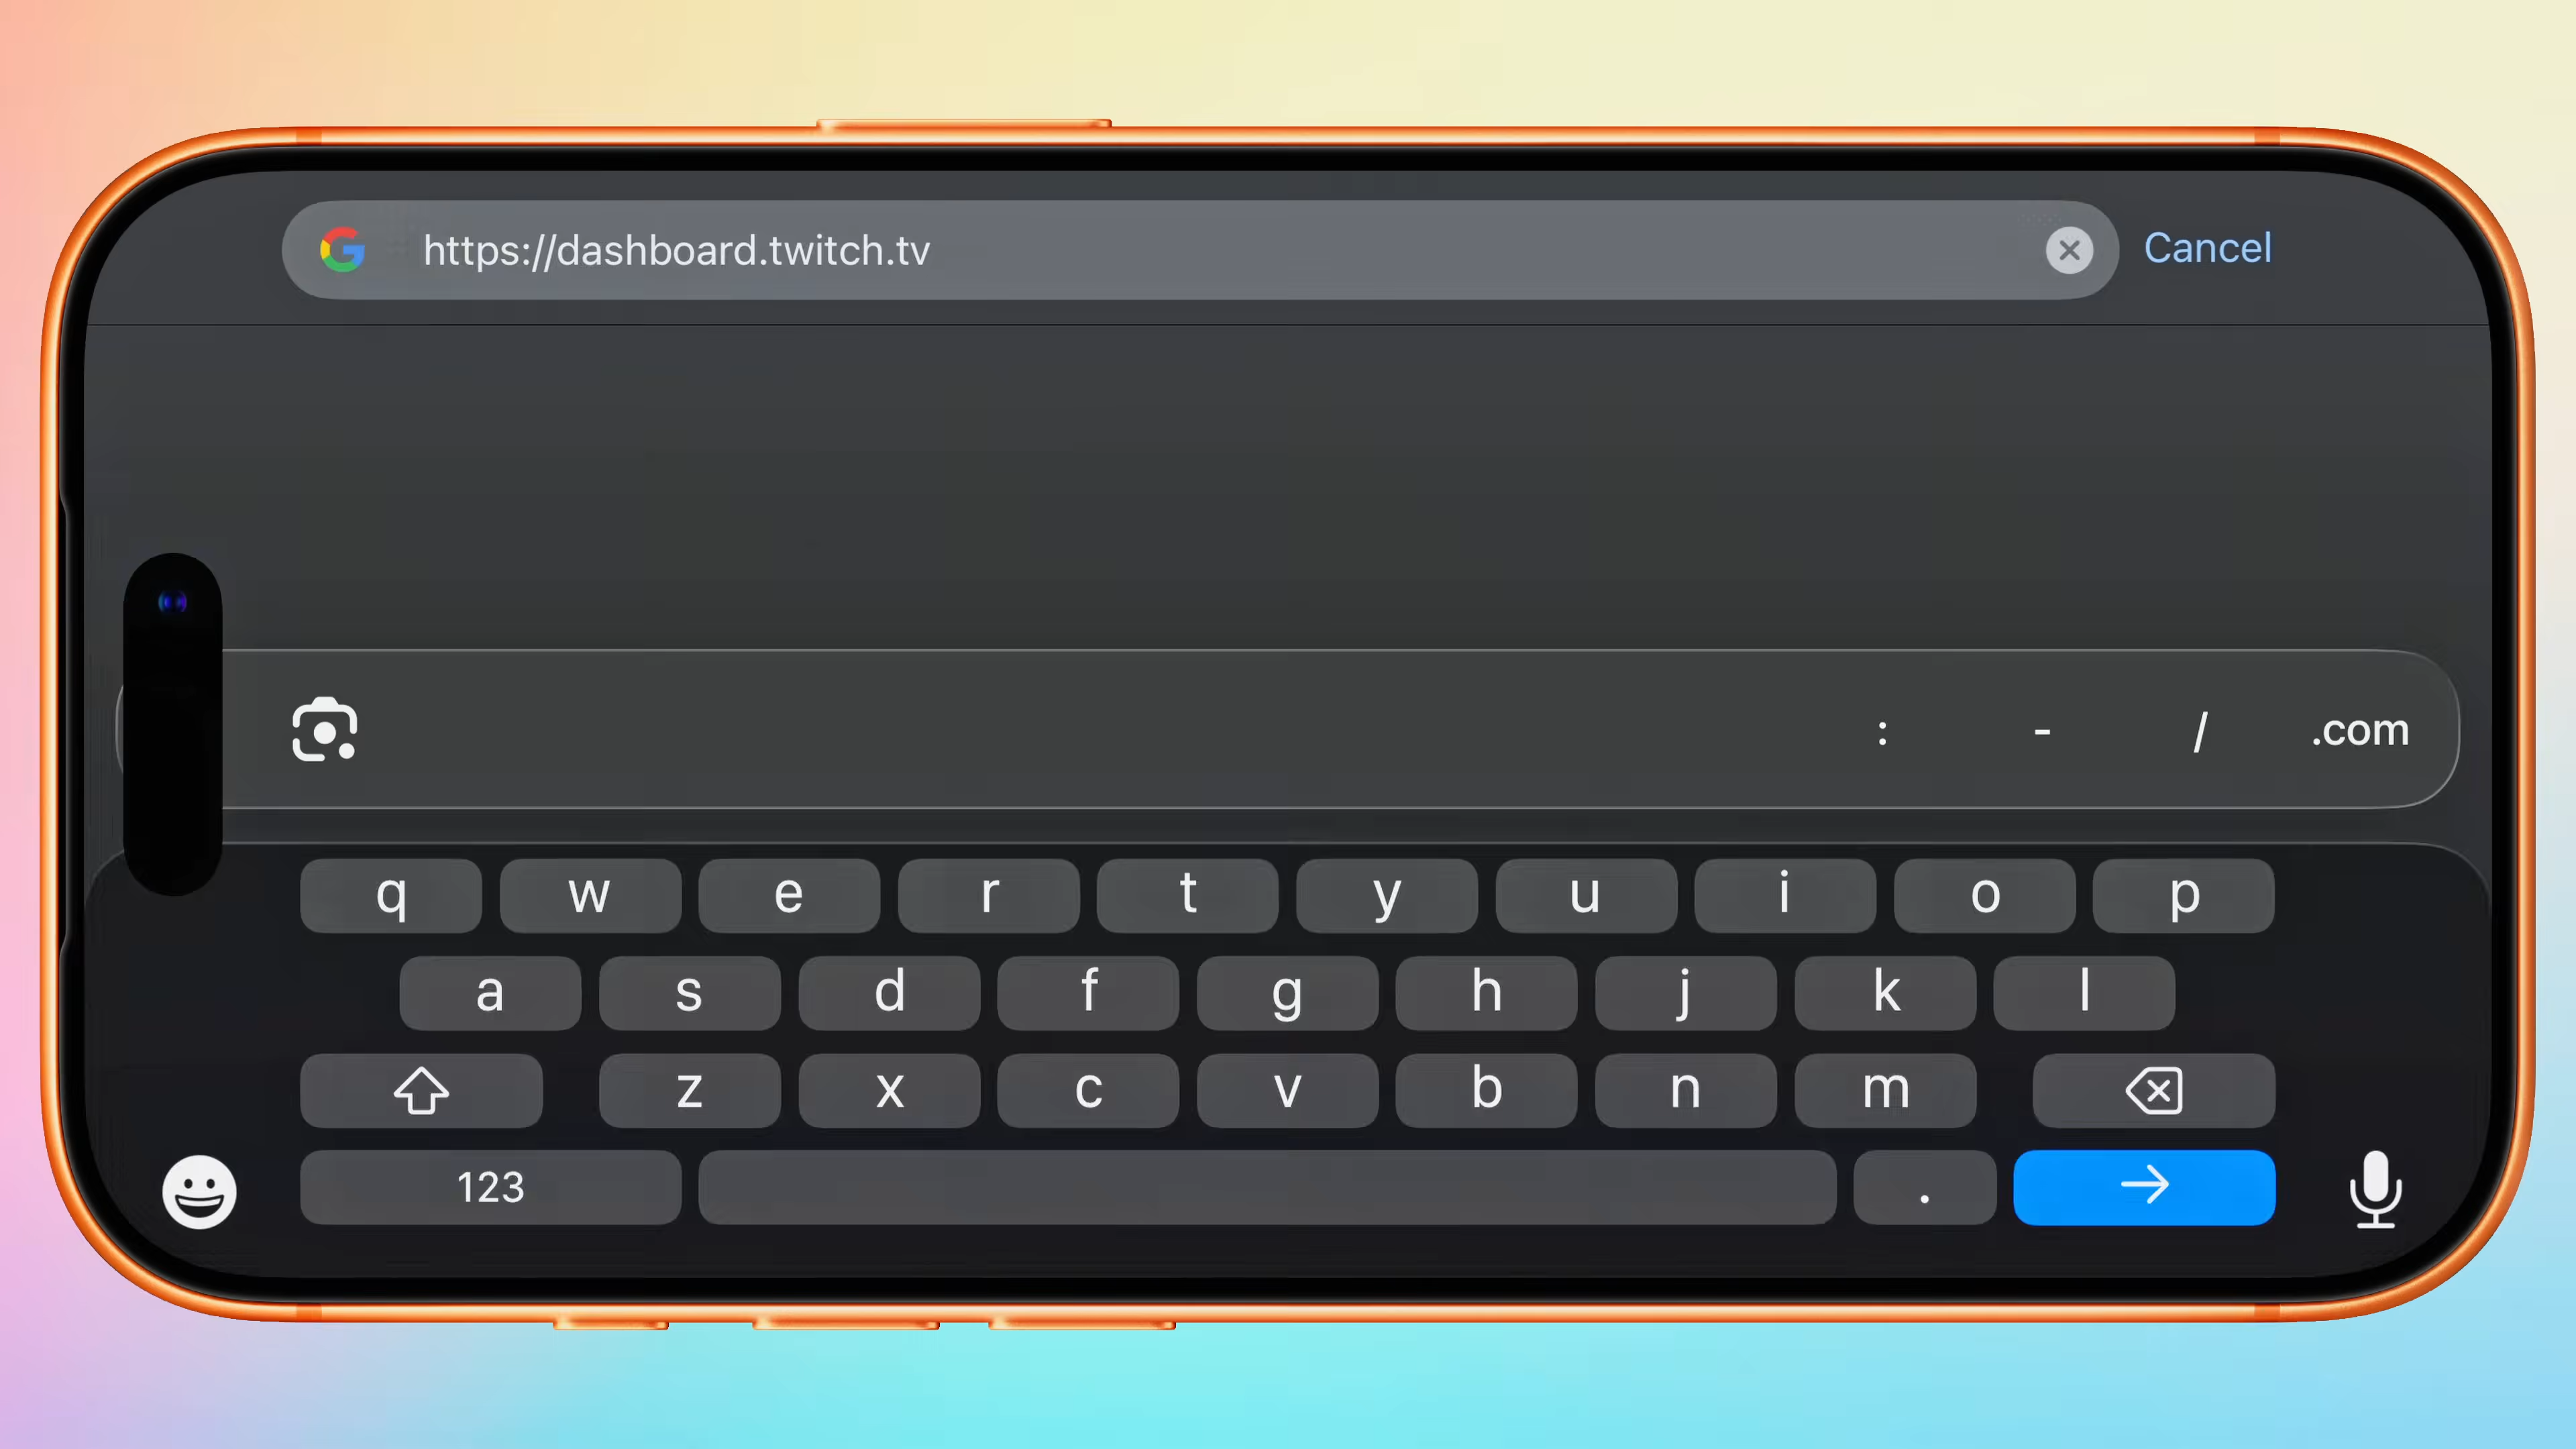 https://dashboard.twitch.tv Cancel
: - / .com
q w e r t y u i o p
a s d f g h j k l
z x c v b n m
123 .